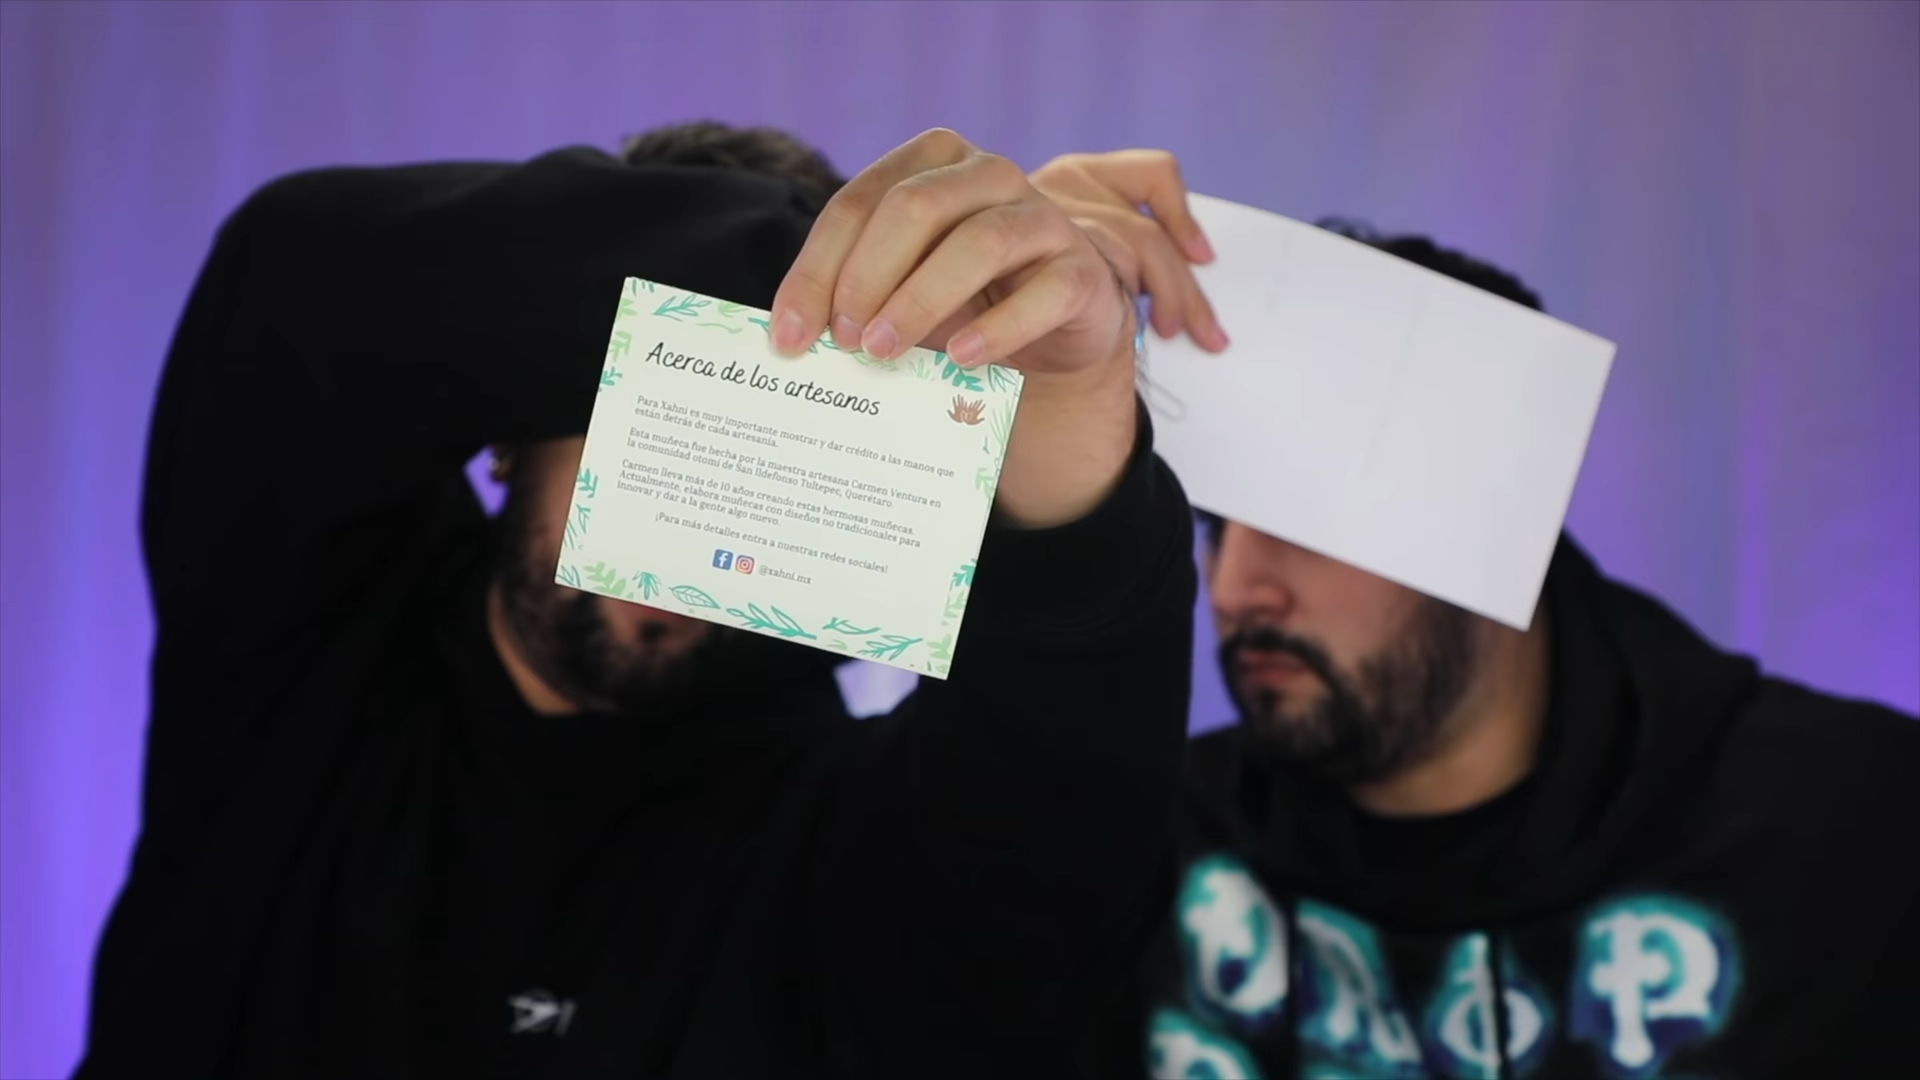 Acerca de los artesanos
Para Xahni es muy importante mostrar y dar crédito a las manos que
están detrás de cada artesanía.
Esta muñeca fue hecha por la maestra artesana Carmen Ventura en
la comunidad otomí de San Ildefonso Tultepec, Querétaro.
Carmen lleva más de 10 años creando estas hermosas muñecas.
Actualmente, elabora muñecas con diseños no tradicionales para
innovar y dar a la gente algo nuevo.
¡Para más detalles entra a nuestras redes sociales!
@xahni.mx